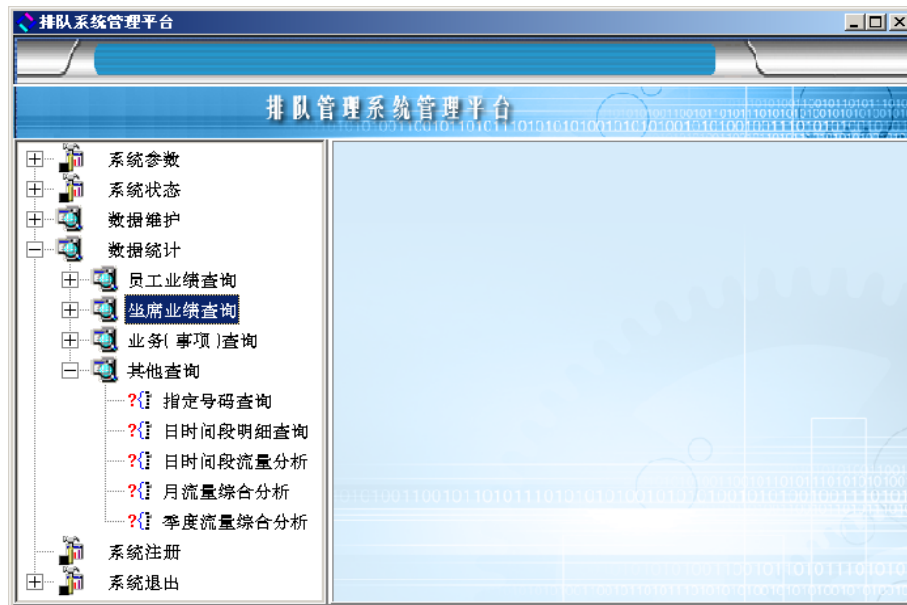 排队系统管理平台
排队管理系统管理平台
系统参数
系统状态
数据维护
数据统计
员工业绩查询
坐席业绩查询
业务(事项)查询
其他查询
指定号码查询
日时间段明细查询
日时间段流量分析
月流量综合分析
季度流量综合分析
系统注册
系统退出